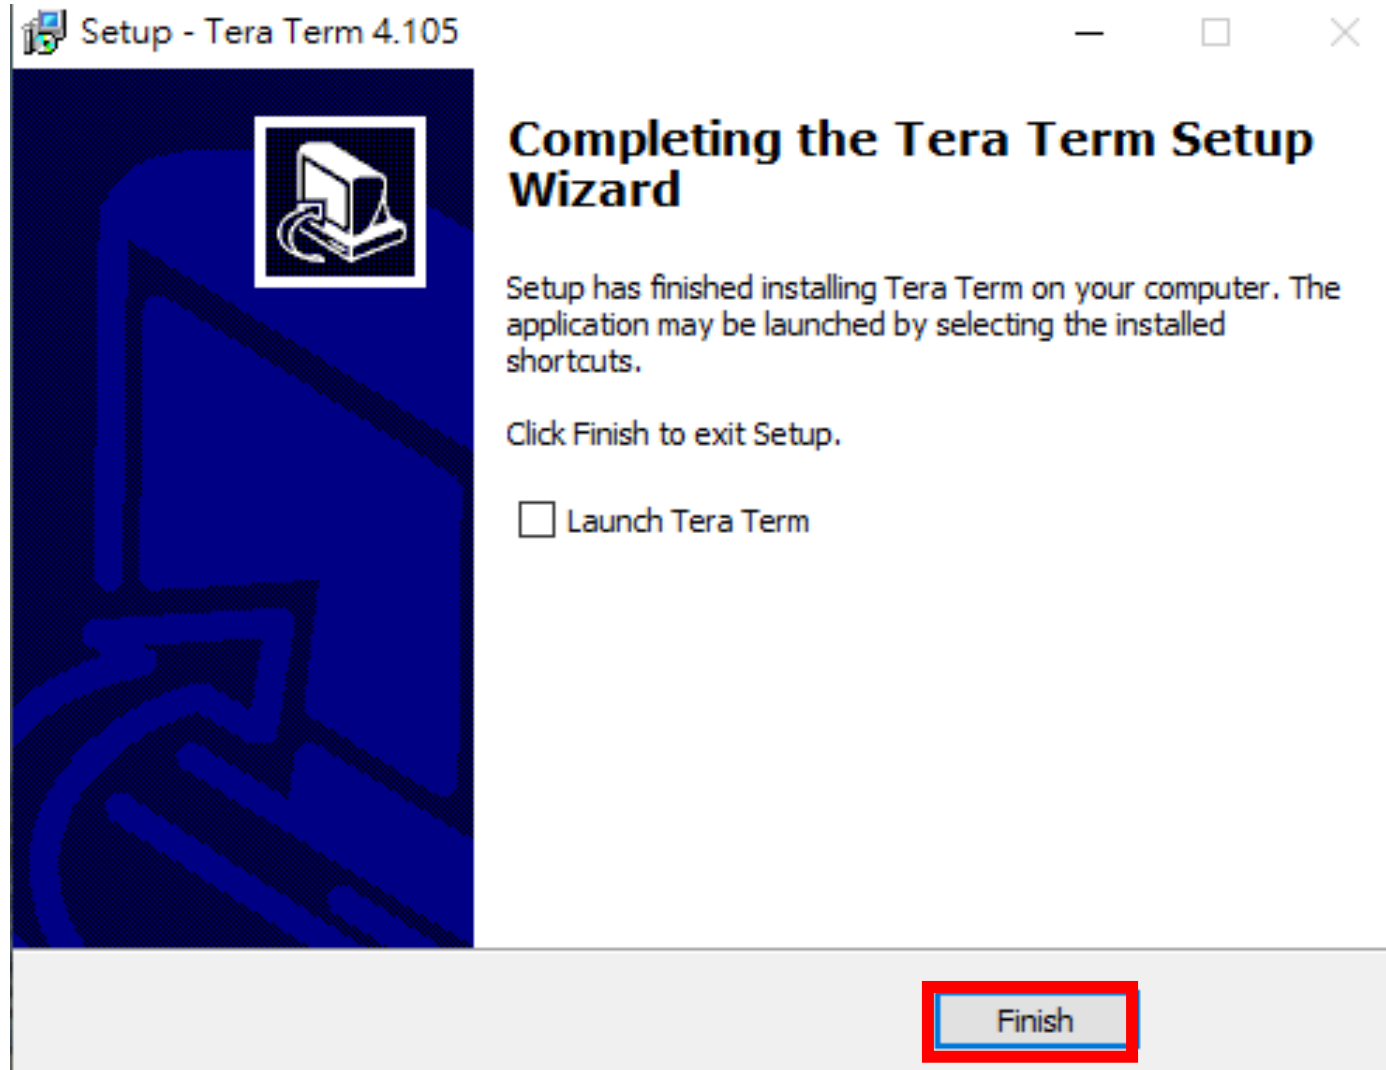 Setup - Tera Term 4.105
Completing the Tera Term Setup
Wizard
Setup has finished installing Tera Term on your computer. The
application may be launched by selecting the installed
shortcuts.
Click Finish to exit Setup.
Launch Tera Term
Finish